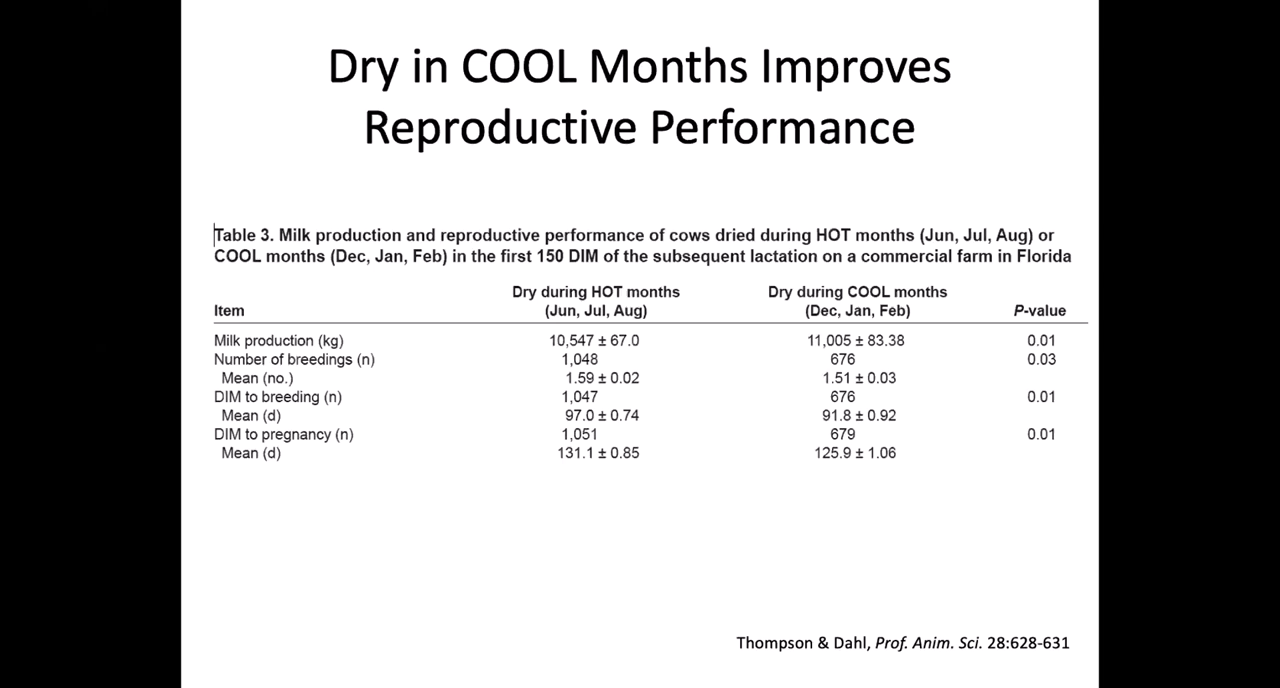 Dry in COOL Months Improves
Reproductive Performance
Table 3. Milk production and reproductive performance of cows dried during HOT months (Jun, Jul, Aug) or
COOL months (Dec, Jan, Feb) in the first 150 DIM of the subsequent lactation on a commercial farm in Florida
Dry during HOT months Dry during COOL months
Item (Jun, Jul, Aug) (Dec, Jan, Feb) P-value
Milk production (kg) 10,547 ± 67.0 11,005 ± 83.38 0.01
Number of breedings (n) 1,048 676 0.03
Mean (no.) 1.59 ± 0.02 1.51 ± 0.03
DIM to breeding (n) 1,047 676 0.01
Mean (d) 97.0 ± 0.74 91.8 ± 0.92
DIM to pregnancy (n) 1,051 679 0.01
Mean (d) 131.1 ± 0.85 125.9 ± 1.06
Thompson & Dahl, Prof. Anim. Sci. 28:628-631